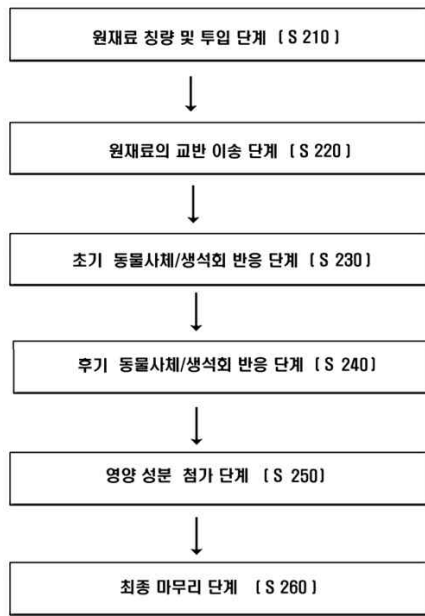 원재료 칭량 및 투입 단계 ( S 210 )
원재료의 교반 이송 단계 ( S 220 )
초기 동물사체/생석회 반응 단계 ( S 230 )
후기 동물사체/생석회 반응 단계 ( S 240 )
영양 성분 첨가 단계 ( S 250)
최종 마무리 단계 ( S 260 )